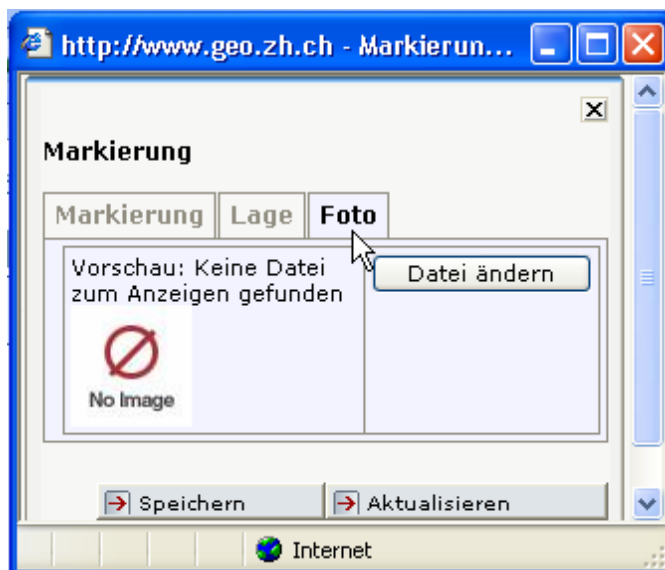 http://www.geo.zh.ch - Markierun...
Markierung
Markierung Lage Foto
Vorschau: Keine Datei
zum Anzeigen gefunden
Datei ändern
No Image
Speichern Aktualisieren
Internet